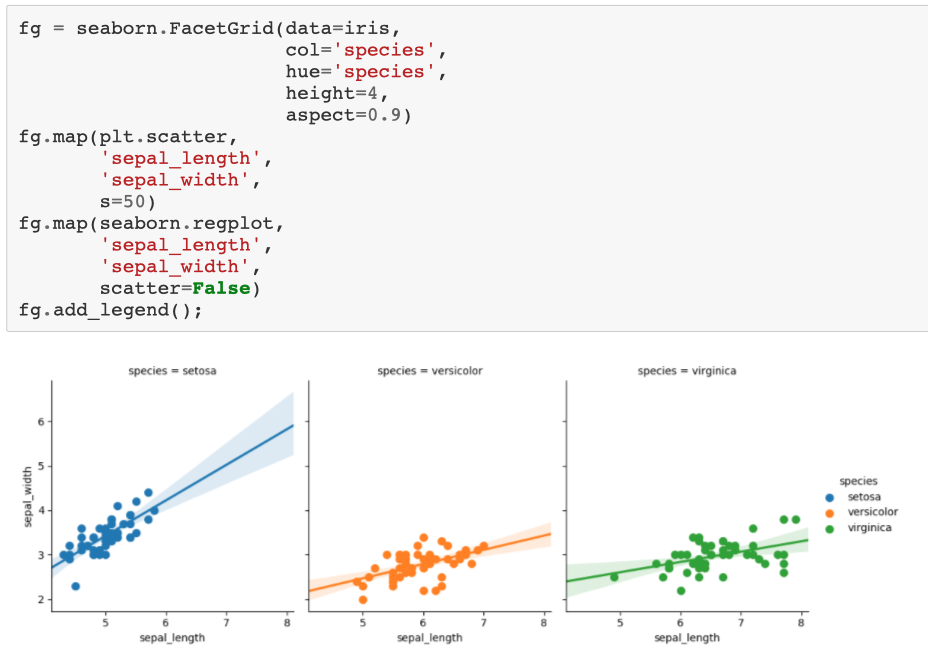 fg = seaborn.FacetGrid(data=iris,
col='species',
hue='species',
height=4,
aspect=0.9)
fg.map(plt.scatter,
'sepal_length',
'sepal_width',
s=50)
fg.map(seaborn.regplot,
'sepal_length',
'sepal_width',
scatter=False)
fg.add_legend();
species = setosa
species = versicolor
species = virginica
6
5
4
3
2
sepal_width
species
setosa
versicolor
virginica
5 6 7 8
5 6 7 8
5 6 7 8
sepal_length
sepal_length
sepal_length